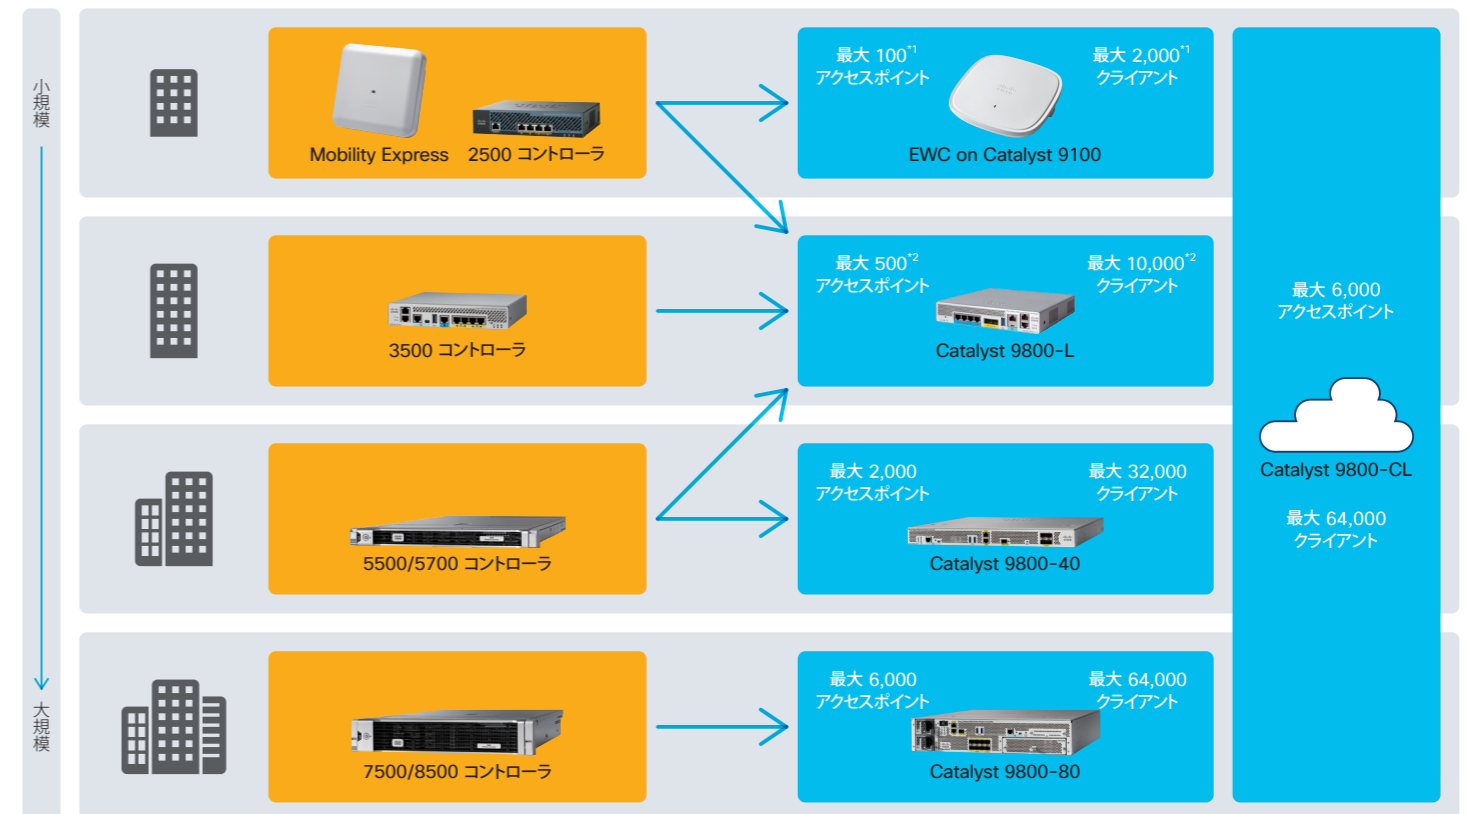 小規模
大規模
最大 100*1
アクセスポイント
最大 2,000*1
クライアント
Mobility Express
2500 コントローラ
EWC on Catalyst 9100
最大 500*2
アクセスポイント
最大 10,000*2
クライアント
3500 コントローラ
Catalyst 9800-L
最大 2,000
アクセスポイント
最大 32,000
クライアント
5500/5700 コントローラ
Catalyst 9800-40
最大 6,000
アクセスポイント
最大 64,000
クライアント
7500/8500 コントローラ
Catalyst 9800-80
最大 6,000
アクセスポイント
Catalyst 9800-CL
最大 64,000
クライアント